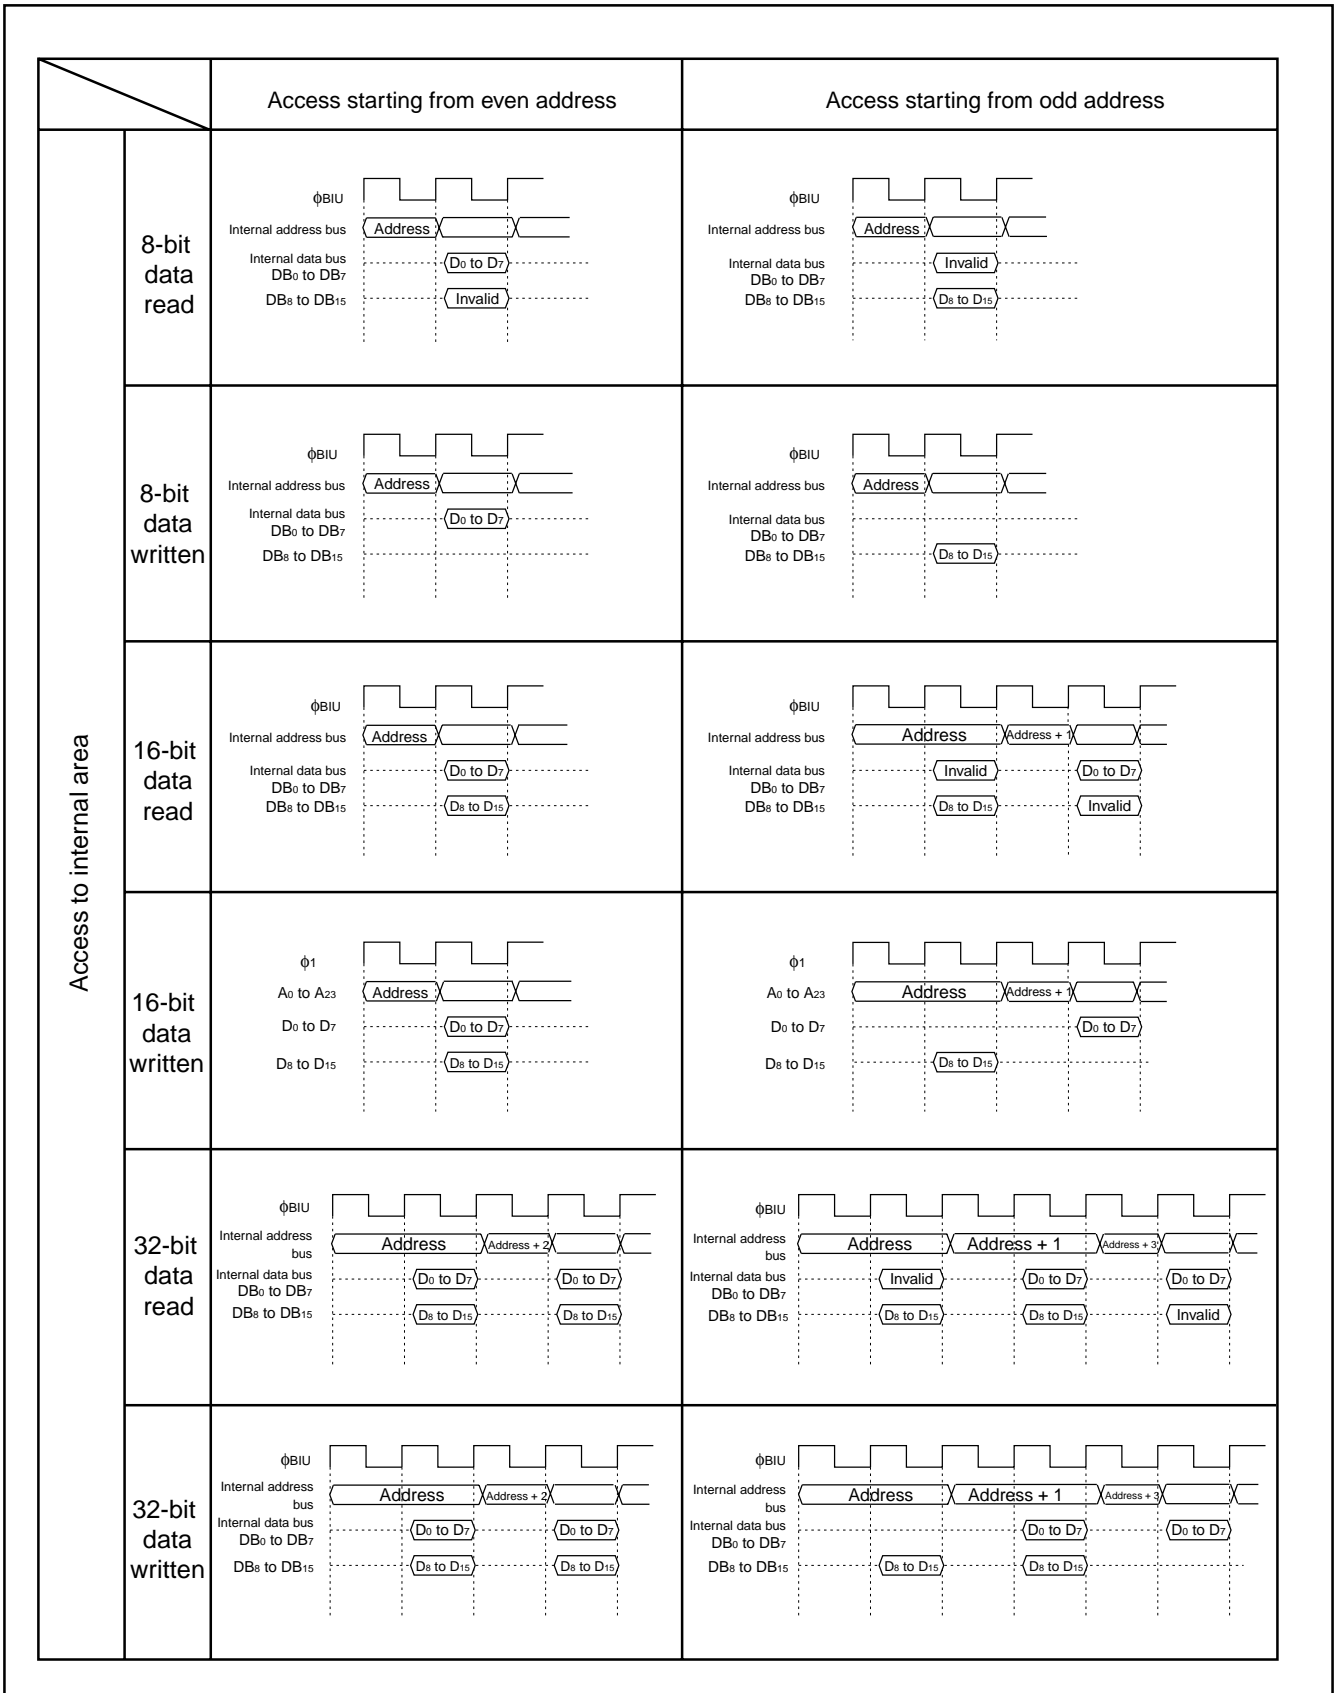 Access starting from even address
Access starting from odd address
Access to internal area
8-bit
data
read
φBIU
Internal address bus
Address
Internal data bus
DB0 to DB7
D0 to D7
DB8 to DB15
Invalid
φBIU
Internal address bus
Address
Internal data bus
DB0 to DB7
Invalid
DB8 to DB15
D8 to D15
8-bit
data
written
φBIU
Internal address bus
Address
Internal data bus
DB0 to DB7
D0 to D7
DB8 to DB15
φBIU
Internal address bus
Address
Internal data bus
DB0 to DB7
DB8 to DB15
D8 to D15
16-bit
data
read
φBIU
Internal address bus
Address
Internal data bus
DB0 to DB7
D0 to D7
DB8 to DB15
D8 to D15
φBIU
Internal address bus
Address
Address + 1
Internal data bus
DB0 to DB7
Invalid
D0 to D7
DB8 to DB15
D8 to D15
Invalid
16-bit
data
written
φ1
A0 to A23
Address
D0 to D7
D0 to D7
D8 to D15
D8 to D15
φ1
A0 to A23
Address
Address + 1
D0 to D7
D0 to D7
D8 to D15
D8 to D15
32-bit
data
read
φBIU
Internal address
bus
Address
Address + 2
Internal data bus
DB0 to DB7
D0 to D7
D0 to D7
DB8 to DB15
D8 to D15
D8 to D15
φBIU
Internal address
bus
Address
Address + 1
Address + 3
Internal data bus
DB0 to DB7
Invalid
D0 to D7
D0 to D7
DB8 to DB15
D8 to D15
D8 to D15
Invalid
32-bit
data
written
φBIU
Internal address
bus
Address
Address + 2
Internal data bus
DB0 to DB7
D0 to D7
D0 to D7
DB8 to DB15
D8 to D15
D8 to D15
φBIU
Internal address
bus
Address
Address + 1
Address + 3
Internal data bus
DB0 to DB7
D0 to D7
D0 to D7
DB8 to DB15
D8 to D15
D8 to D15